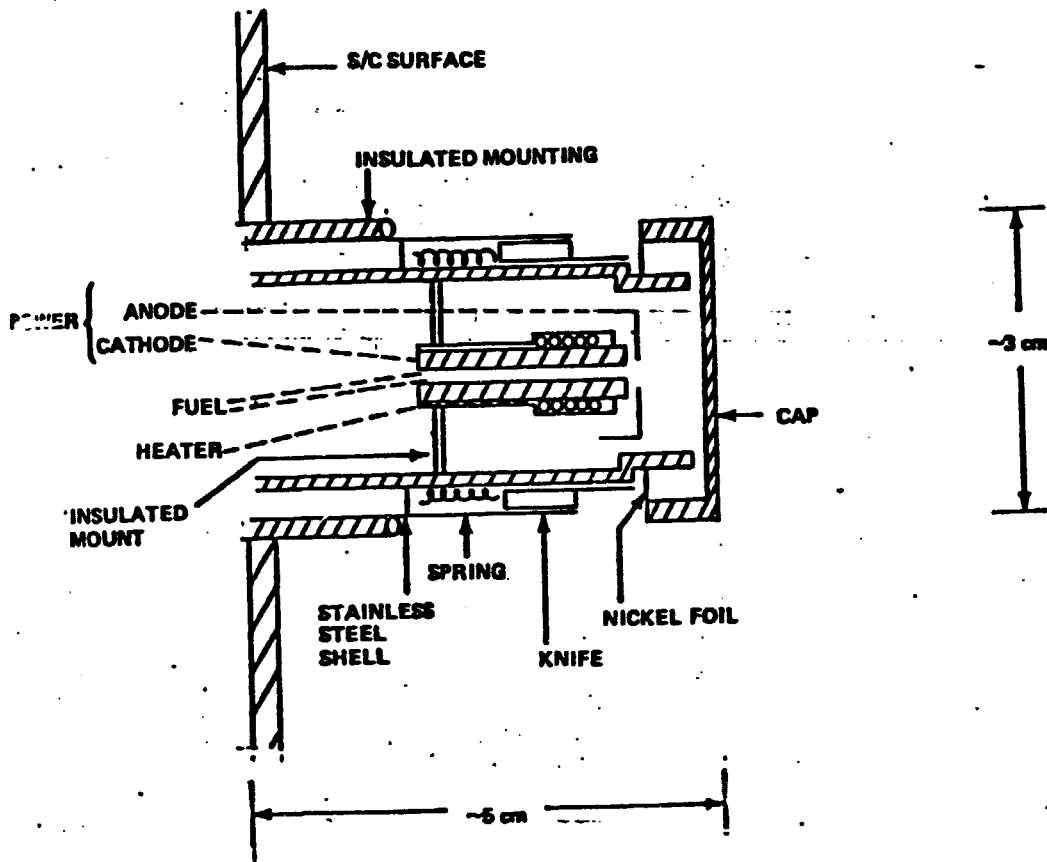 S/C SURFACE
INSULATED MOUNTING
POWER
ANODE
CATHODE
FUEL
HEATER
INSULATED
MOUNT
~3 cm
CAP
SPRING
STAINLESS
STEEL
SHELL
KNIFE
NICKEL FOIL
~5 cm